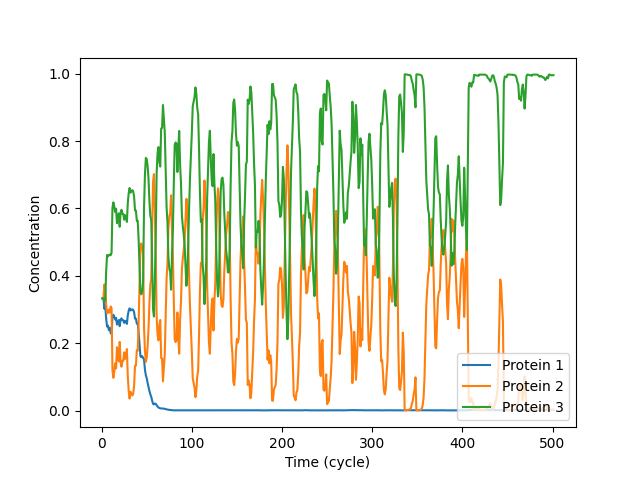 1.0
0.8
0.6
0.4
0.2
0.0
Concentration
0
100
200
300
400
500
Time (cycle)
Protein 1
Protein 2
Protein 3